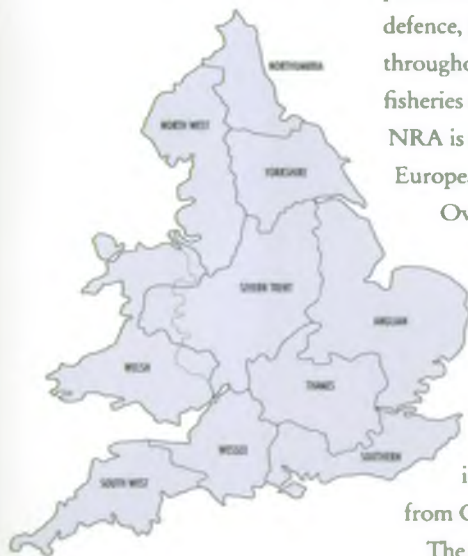 defence,
througho
fisheries
NRA is
Europe
Ov
NORTHUMBRIA
NORTH WEST
YORKSHIRE
SEVERN TRENT
ANGLIAN
WELSH
THAMES
WESSEX
SOUTHERN
SOUTH WEST
i
from C
The